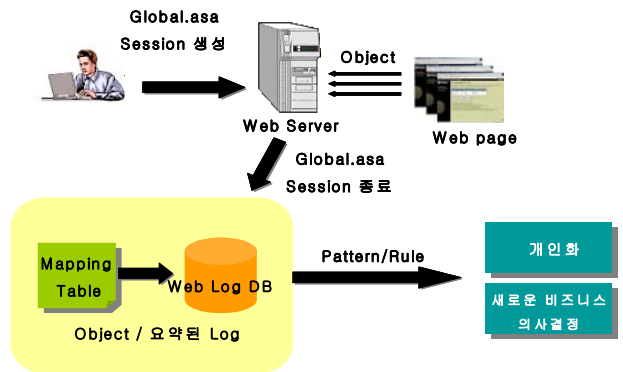 Global.asa
Session 생성
Object
Web Server
Web page
Global.asa
Session 종료
Mapping
Table
Web Log DB
Pattern/Rule
개인화
새로운 비즈니스
의사결정
Object / 요약된 Log